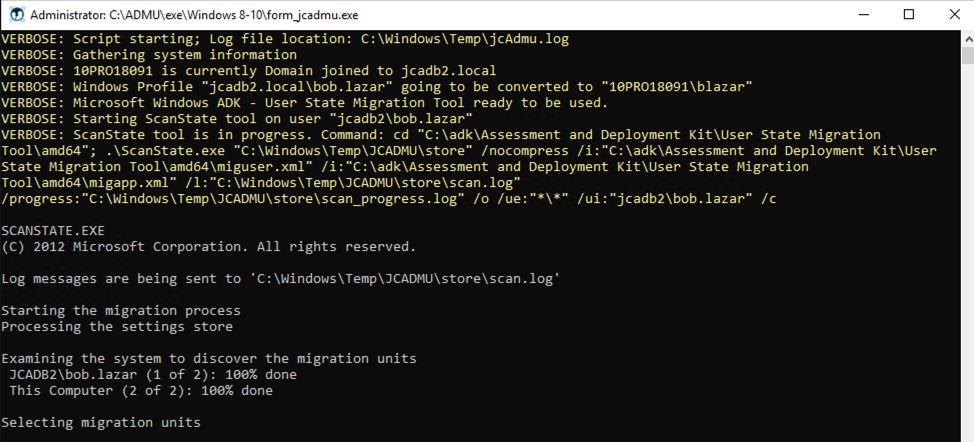 Administrator: C:\ADMU\exe\Windows 8-10\form_jcadmu.exe
VERBOSE: Script starting; Log file location: C:\Windows\Temp\jcAdmu.log
VERBOSE: Gathering system information
VERBOSE: 10PRO18091 is currently Domain joined to jcadb2.local
VERBOSE: Windows Profile "jcadb2.local\bob.lazar" going to be converted to "10PRO18091\blazar"
VERBOSE: Microsoft Windows ADK - User State Migration Tool ready to be used.
VERBOSE: Starting ScanState tool on user "jcadb2\bob.lazar"
VERBOSE: ScanState tool is in progress. Command: cd "C:\adk\Assessment and Deployment Kit\User State Migration
Tool\amd64"; .\ScanState.exe "C:\Windows\Temp\JCADMU\store" /nocompress /i:"C:\adk\Assessment and Deployment Kit\User
State Migration Tool\amd64\miguser.xml" /i:"C:\adk\Assessment and Deployment Kit\User State Migration
Tool\amd64\migapp.xml" /l:"C:\Windows\Temp\JCADMU\store\scan.log"
/progress:"C:\Windows\Temp\JCADMU\store\scan_progress.log" /o /ue:"*\*" /ui:"jcadb2\bob.lazar" /c
SCANSTATE.EXE
(C) 2012 Microsoft Corporation. All rights reserved.
Log messages are being sent to 'C:\Windows\Temp\JCADMU\store\scan.log'
Starting the migration process
Processing the settings store
Examining the system to discover the migration units
JCADB2\bob.lazar (1 of 2): 100% done
This Computer (2 of 2): 100% done
Selecting migration units